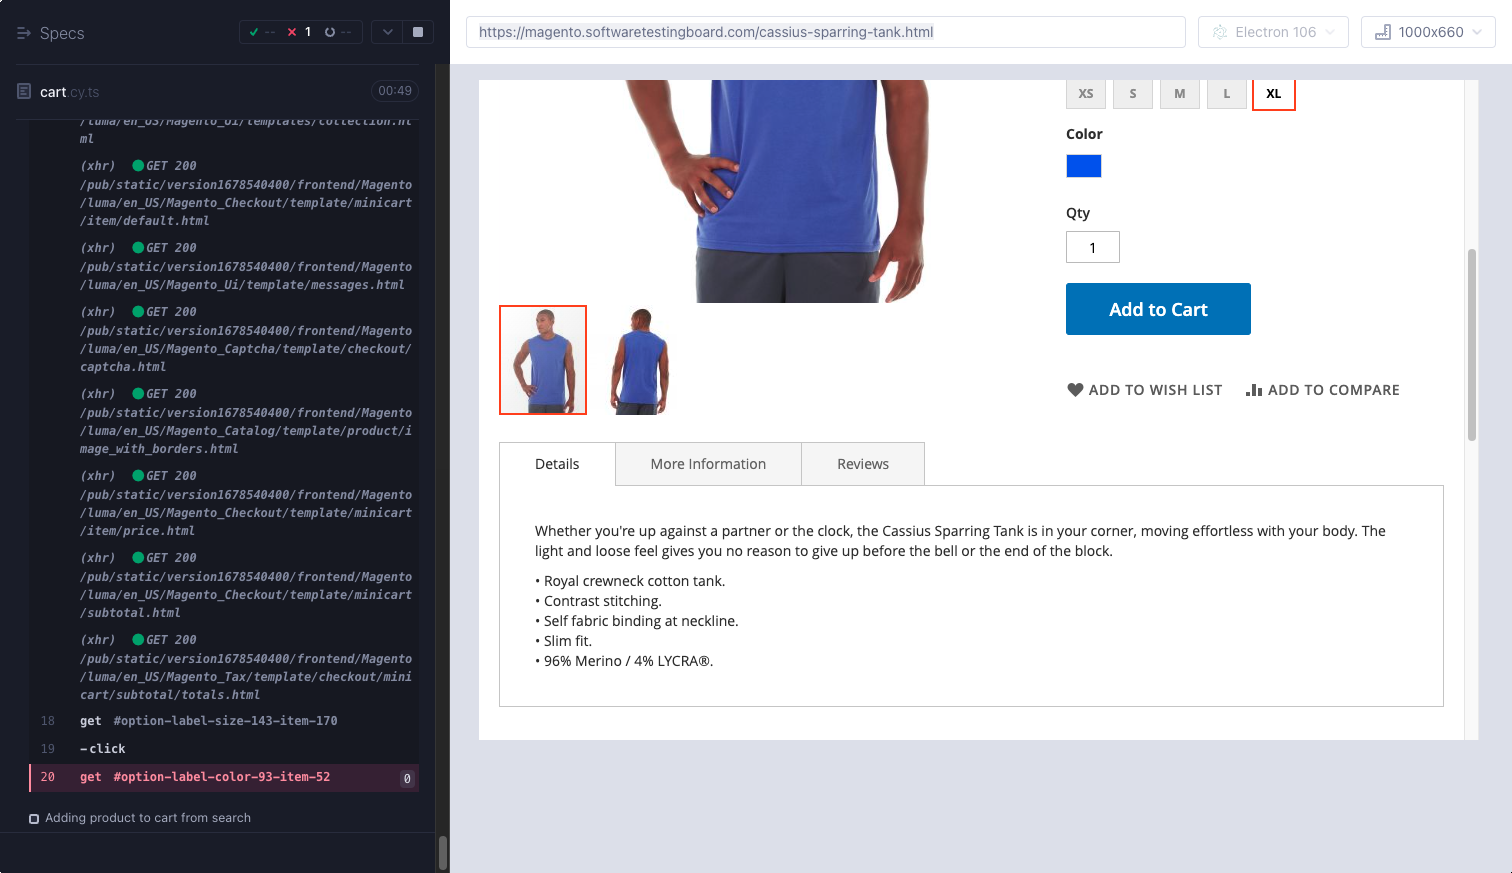 Specs
--
1
--
cart.cy.ts
00:49
/luma/en_US/Magento_Ui/templates/collection.ht
ml
(xhr) GET 200
/pub/static/version1678540400/frontend/Magento
/luma/en_US/Magento_Checkout/template/minicart
/item/default.html
(xhr) GET 200
/pub/static/version1678540400/frontend/Magento
/luma/en_US/Magento_Ui/template/messages.html
(xhr) GET 200
/pub/static/version1678540400/frontend/Magento
/luma/en_US/Magento_Captcha/template/checkout/
captcha.html
(xhr) GET 200
/pub/static/version1678540400/frontend/Magento
/luma/en_US/Magento_Catalog/template/product/i
mage_with_borders.html
(xhr) GET 200
/pub/static/version1678540400/frontend/Magento
/luma/en_US/Magento_Checkout/template/minicart
/item/price.html
(xhr) GET 200
/pub/static/version1678540400/frontend/Magento
/luma/en_US/Magento_Checkout/template/minicart
/subtotal.html
(xhr) GET 200
/pub/static/version1678540400/frontend/Magento
/luma/en_US/Magento_Tax/template/checkout/mini
cart/subtotal/totals.html
18 get #option-label-size-143-item-170
19 -click
20 get #option-label-color-93-item-52 0
Adding product to cart from search
https://magento.softwaretestingboard.com/cassius-sparring-tank.html
Electron 106
1000x660
XS S M L XL
Color
Qty
1
Add to Cart
ADD TO WISH LIST ADD TO COMPARE
Details More Information Reviews
Whether you're up against a partner or the clock, the Cassius Sparring Tank is in your corner, moving effortless with your body. The
light and loose feel gives you no reason to give up before the bell or the end of the block.
• Royal crewneck cotton tank.
• Contrast stitching.
• Self fabric binding at neckline.
• Slim fit.
• 96% Merino / 4% LYCRA®.